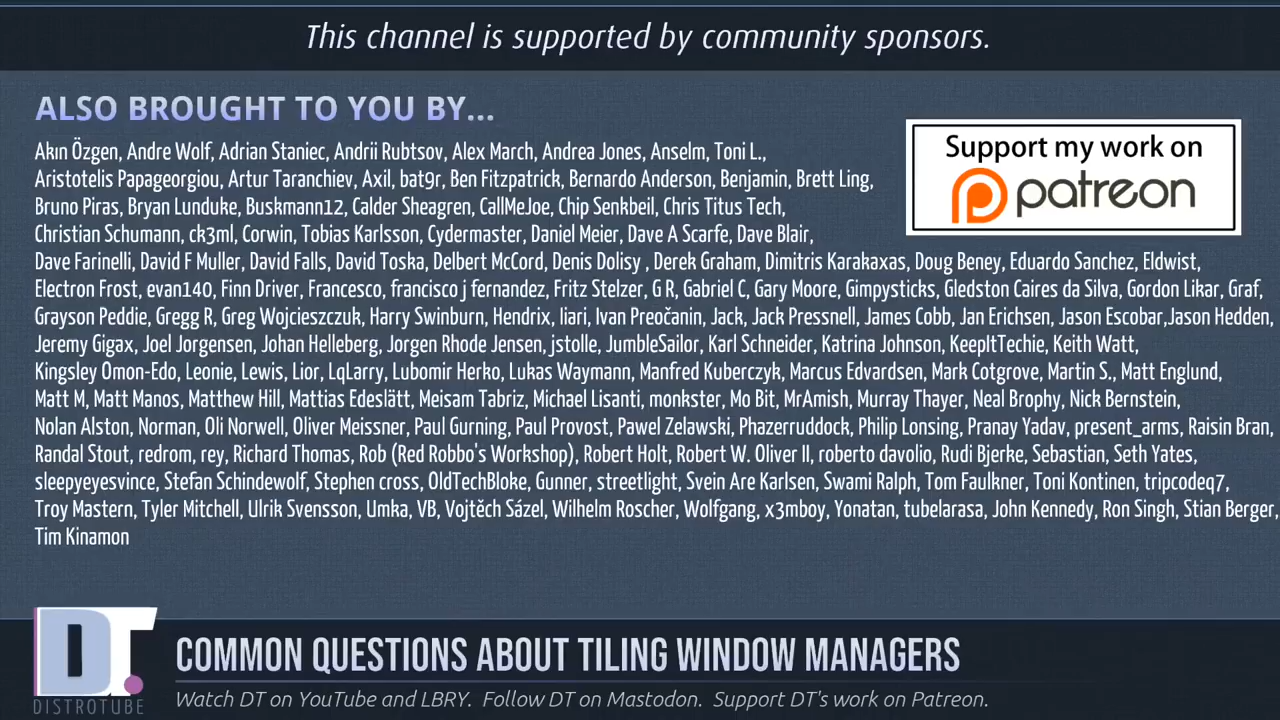 This channel is supported by community sponsors.
ALSO BROUGHT TO YOU BY...
Akın Özgen, Andre Wolf, Adrian Staniec, Andrii Rubtsov, Alex March, Andrea Jones, Anselm, Toni L.,
Aristotelis Papageorgiou, Artur Taranchiev, Axil, bat9r, Ben Fitzpatrick, Bernardo Anderson, Benjamin, Brett Ling,
Bruno Piras, Bryan Lunduke, Buskmann12, Calder Sheagren, CallMeJoe, Chip Senkbeil, Chris Titus Tech,
Christian Schumann, ck3ml, Corwin, Tobias Karlsson, Cydermaster, Daniel Meier, Dave A Scarfe, Dave Blair,
Support my work on
patreon
Dave Farinelli, David F Muller, David Falls, David Toska, Delbert McCord, Denis Dolisy , Derek Graham, Dimitris Karakaxas, Doug Beney, Eduardo Sanchez, Eldwist,
Electron Frost, evan140, Finn Driver, Francesco, francisco j fernandez, Fritz Stelzer, G R, Gabriel C, Gary Moore, Gimpysticks, Gledston Caires da Silva, Gordon Likar, Graf,
Grayson Peddie, Gregg R, Greg Wojcieszczuk, Harry Swinburn, Hendrix, Iiari, Ivan Preočanin, Jack, Jack Pressnell, James Cobb, Jan Erichsen, Jason Escobar,Jason Hedden,
Jeremy Gigax, Joel Jorgensen, Johan Helleberg, Jorgen Rhode Jensen, jstolle, JumbleSailor, Karl Schneider, Katrina Johnson, KeepItTechie, Keith Watt,
Kingsley Omon-Edo, Leonie, Lewis, Lior, LqLarry, Lubomir Herko, Lukas Waymann, Manfred Kuberczyk, Marcus Edvardsen, Mark Cotgrove, Martin S., Matt Englund,
Matt M, Matt Manos, Matthew Hill, Mattias Edeslätt, Meisam Tabriz, Michael Lisanti, monkster, Mo Bit, MrAmish, Murray Thayer, Neal Brophy, Nick Bernstein,
Nolan Alston, Norman, Oli Norwell, Oliver Meissner, Paul Gurning, Paul Provost, Pawel Zelawski, Phazerruddock, Philip Lonsing, Pranay Yadav, present_arms, Raisin Bran,
Randal Stout, redrom, rey, Richard Thomas, Rob (Red Robbo's Workshop), Robert Holt, Robert W. Oliver II, roberto davolio, Rudi Bjerke, Sebastian, Seth Yates,
sleepyeyesvince, Stefan Schindewolf, Stephen cross, OldTechBloke, Gunner, streetlight, Svein Are Karlsen, Swami Ralph, Tom Faulkner, Toni Kontinen, tripcodeq7,
Troy Mastern, Tyler Mitchell, Ulrik Svensson, Umka, VB, Vojtěch Sázel, Wilhelm Roscher, Wolfgang, x3mboy, Yonatan, tubelarasa, John Kennedy, Ron Singh, Stian Berger,
Tim Kinamon
DT
DISTROTUBE
COMMON QUESTIONS ABOUT TILING WINDOW MANAGERS
Watch DT on YouTube and LBRY. Follow DT on Mastodon. Support DT's work on Patreon.